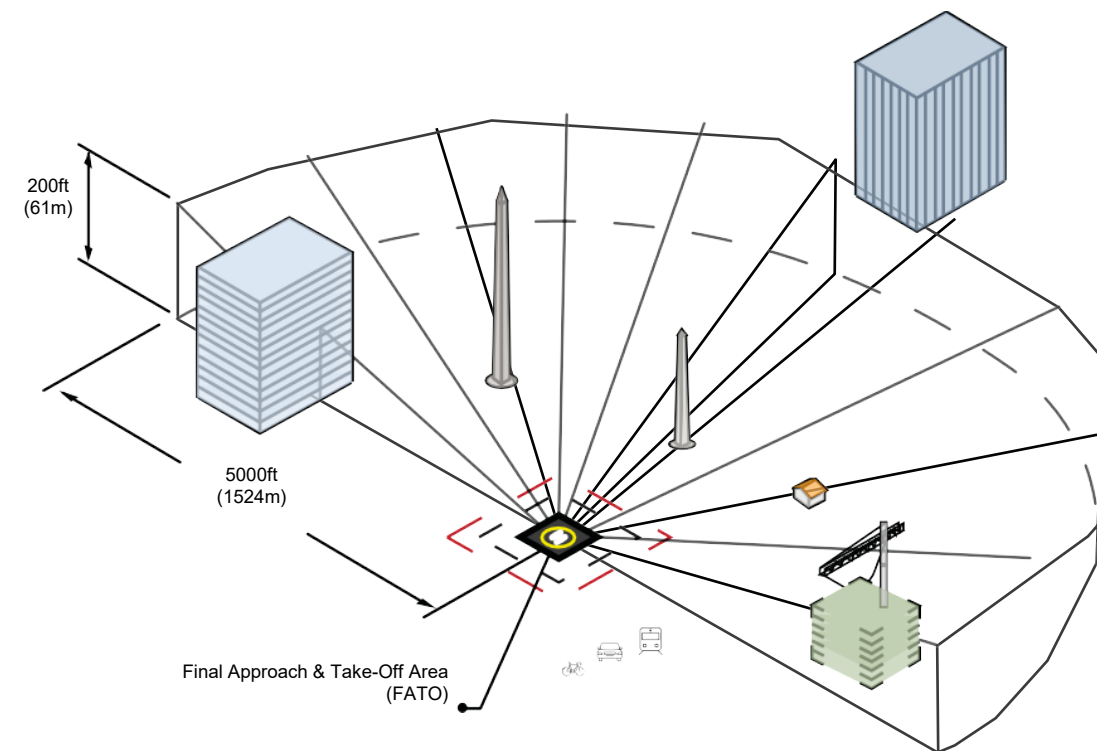 200ft
(61m)
5000ft
(1524m)
Final Approach & Take-Off Area
(FATO)